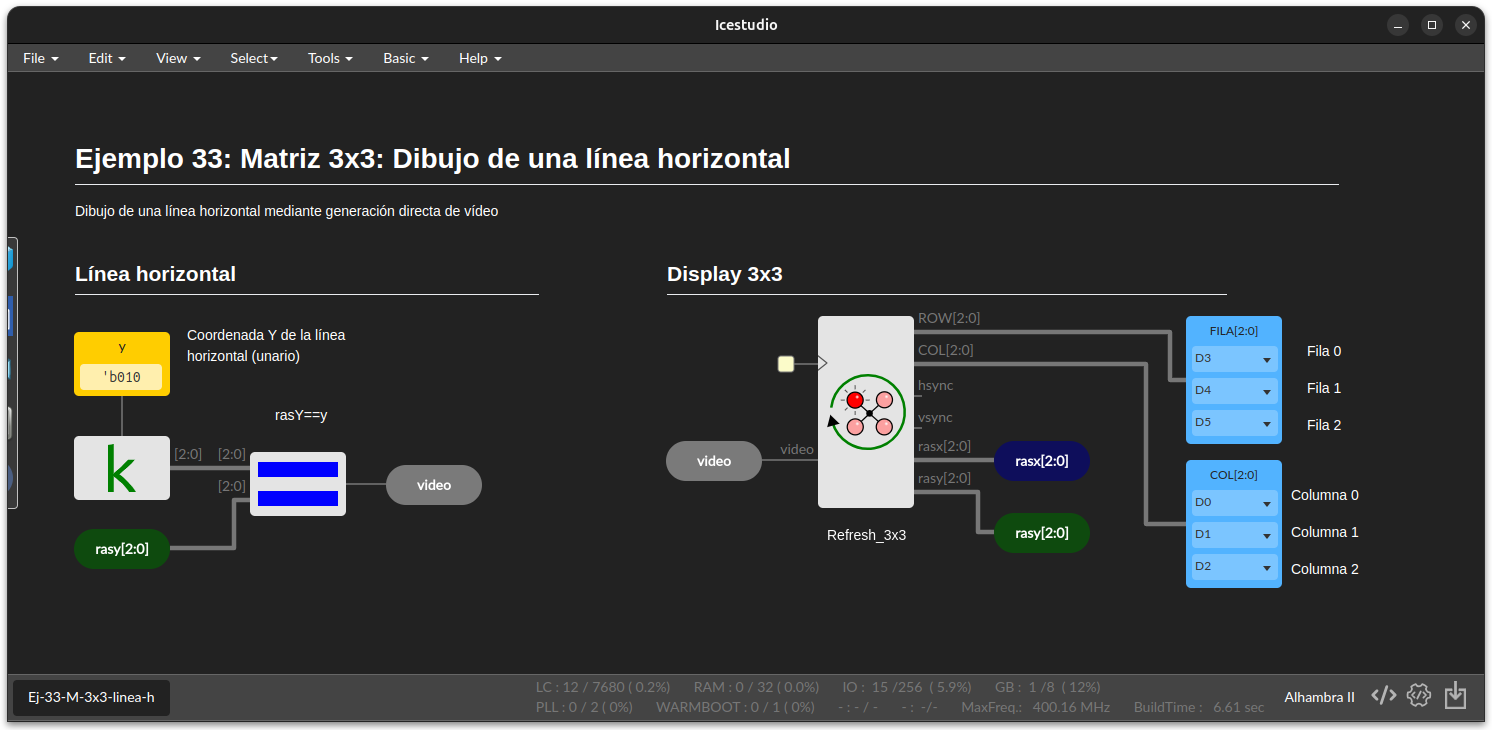 Icestudio
File Edit View Select Tools Basic Help
Ejemplo 33: Matriz 3x3: Dibujo de una línea horizontal
Dibujo de una línea horizontal mediante generación directa de vídeo
Línea horizontal
y
'b010
Coordenada Y de la línea
horizontal (unario)
rasY==y
k
[2:0] [2:0]
[2:0]
rasy[2:0]
video
Display 3x3
video
video
ROW[2:0]
COL[2:0]
hsync
vsync
rasx[2:0]
rasy[2:0]
Refresh_3x3
rasx[2:0]
rasy[2:0]
FILA[2:0]
D3
D4
D5
Fila 0
Fila 1
Fila 2
COL[2:0]
D0
D1
D2
Columna 0
Columna 1
Columna 2
Ej-33-M-3x3-linea-h
LC : 12 / 7680 ( 0.2%) RAM : 0 / 32 ( 0.0%) IO : 15 /256 ( 5.9%) GB : 1 /8 ( 12%)
PLL : 0 / 2 ( 0%) WARMBOOT : 0 / 1 ( 0%) - : - / - - : -/- MaxFreq.: 400.16 MHz BuildTime : 6.61 sec
Alhambra II </>